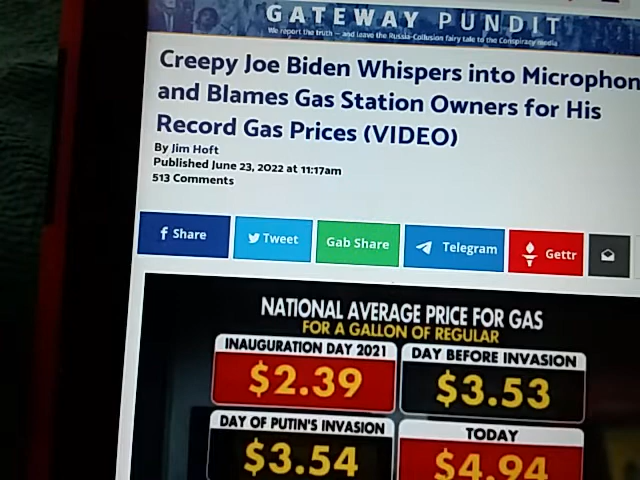 GATEWAY PUNDIT
We report the truth — and leave the Russia-Collusion fairy tale to the Conspiracy media
Creepy Joe Biden Whispers into Microphon
and Blames Gas Station Owners for His
Record Gas Prices (VIDEO)
By Jim Hoft
Published June 23, 2022 at 11:17am
513 Comments
f Share
Tweet
Gab Share
Telegram
Gettr
NATIONAL AVERAGE PRICE FOR GAS
FOR A GALLON OF REGULAR
INAUGURATION DAY 2021
$2.39
DAY BEFORE INVASION
$3.53
DAY OF PUTIN'S INVASION
$3.54
TODAY
$4.94